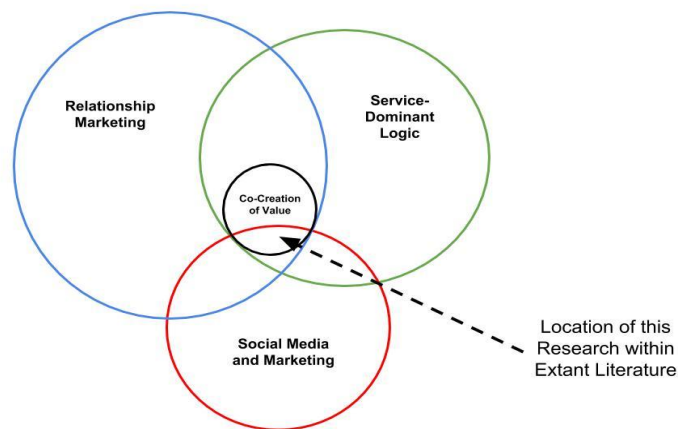 Relationship
Marketing
Service-
Dominant
Logic
Co-Creation
of Value
Social Media
and Marketing
Location of this
Research within
Extant Literature